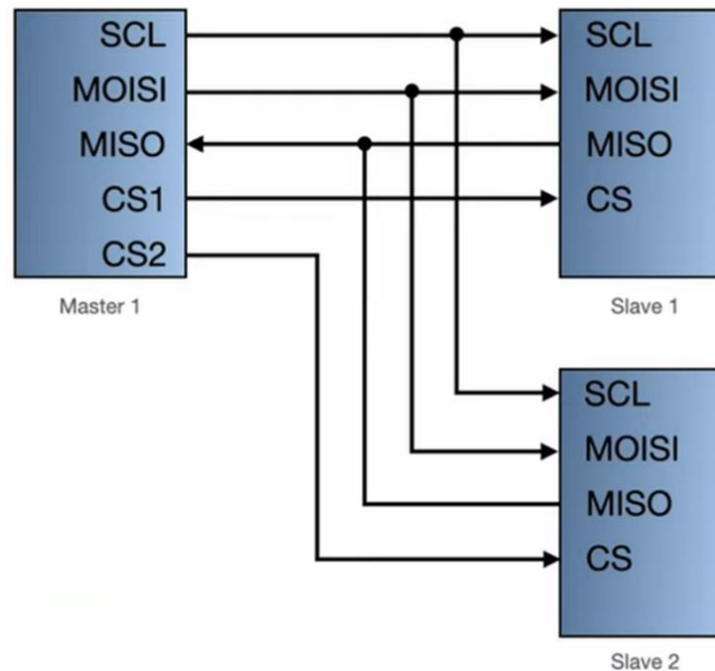 SCL
MOISI
MISO
CS1
CS2
Master 1
SCL
MOISI
MISO
CS
Slave 1
SCL
MOISI
MISO
CS
Slave 2